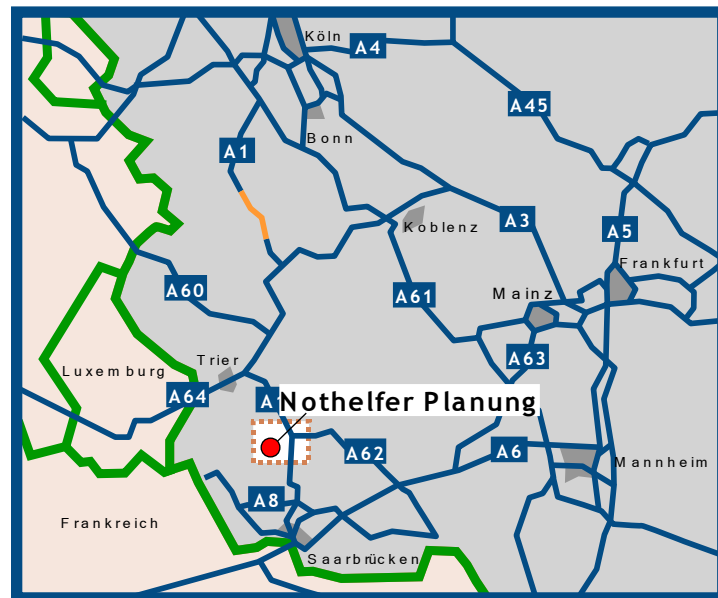 Köln
A4
A45
Bonn
A1
Koblenz
A3
A5
Frankfurt
A60
A61
Mainz
A63
Trier
Luxemburg
A64
A1
Nothelfer Planung
A62
A6
Mannheim
A8
Frankreich
Saarbrücken